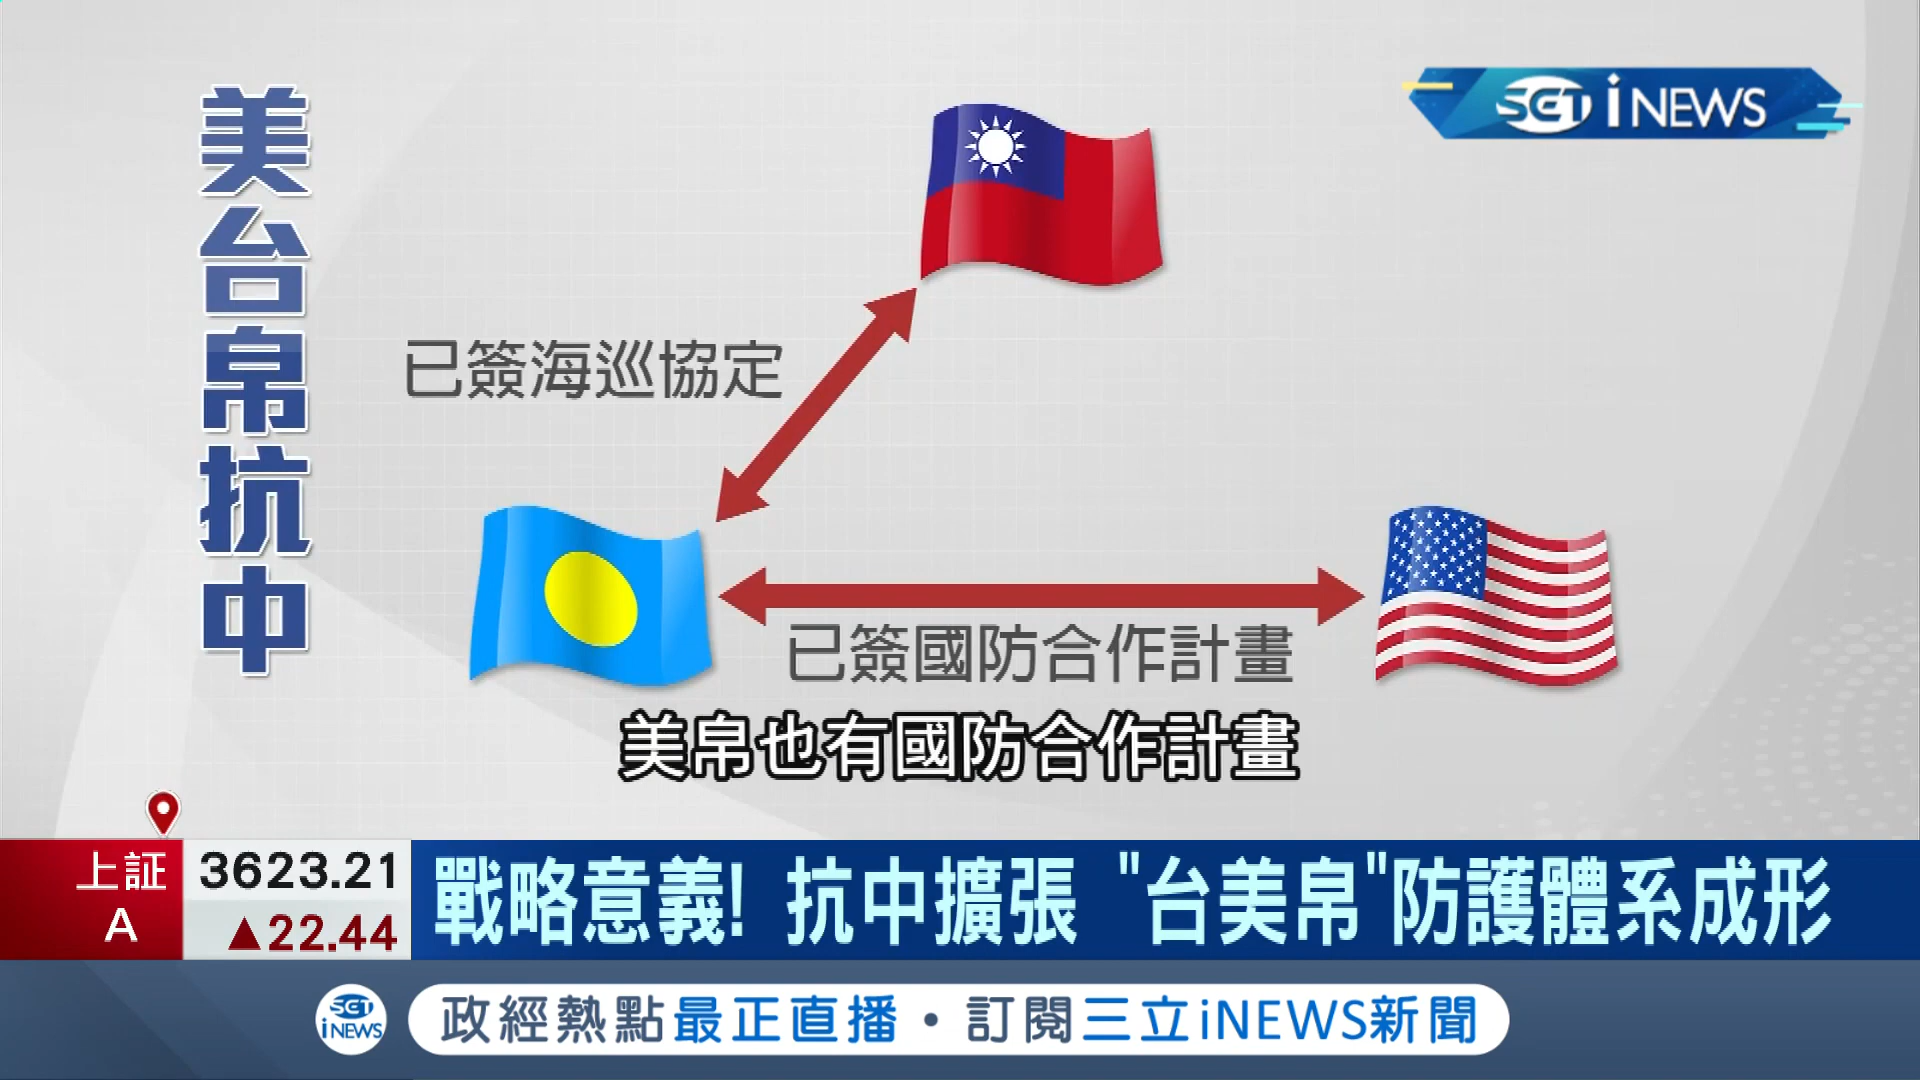 美台帛抗中
SET iNEWS
已簽海巡協定
已簽國防合作計畫
美帛也有國防合作計畫
上証 3623.21
A ▲22.44
戰略意義! 抗中擴張 "台美帛"防護體系成形
SET iNEWS
政經熱點最正直播・訂閱三立iNEWS新聞